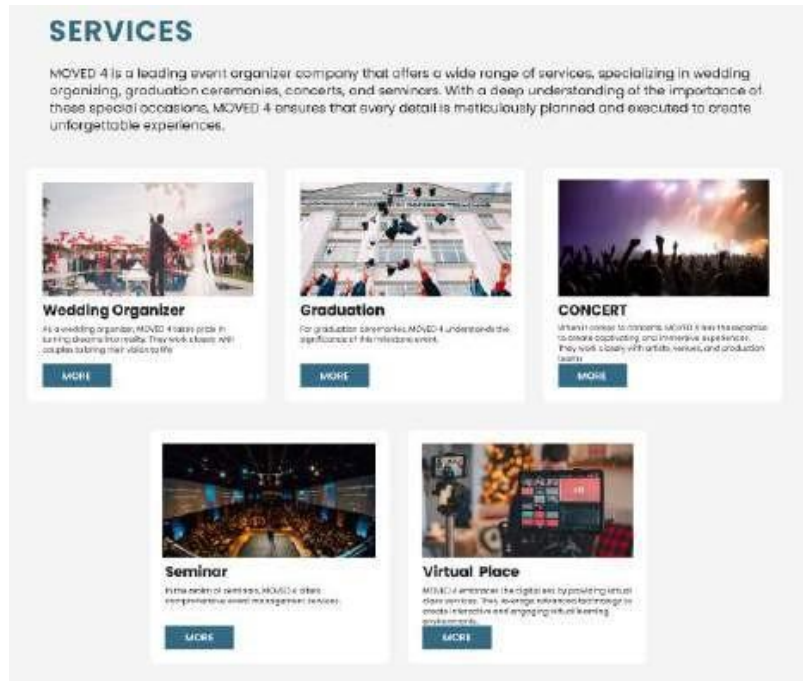 SERVICES
MOVED 4 is a leading event organizer company that offers a wide range of services, specializing in wedding
organizing, graduation ceremonies, concerts, and seminars. With a deep understanding of the importance of
these special occasions, MOVED 4 ensures that every detail is meticulously planned and executed to create
unforgettable experiences.
Wedding Organizer
As a wedding organizer, MOVED 4 takes pride in
turning dreams into reality. They work closely with
couples to bring their vision to life
MORE
Graduation
For graduation ceremonies, MOVED 4 understands the
significance of this milestone event.
MORE
CONCERT
When it comes to concerts, MOVED 4 has the expertise
to create captivating and immersive experiences.
They work closely with artists, venues, and production
teams
MORE
Seminar
In the realm of seminars, MOVED 4 offers
comprehensive event management services.
MORE
Virtual Place
MOVED 4 embraces the digital era by providing virtual
class services. They leverage advanced technology to
create interactive and engaging virtual learning
environments.
MORE